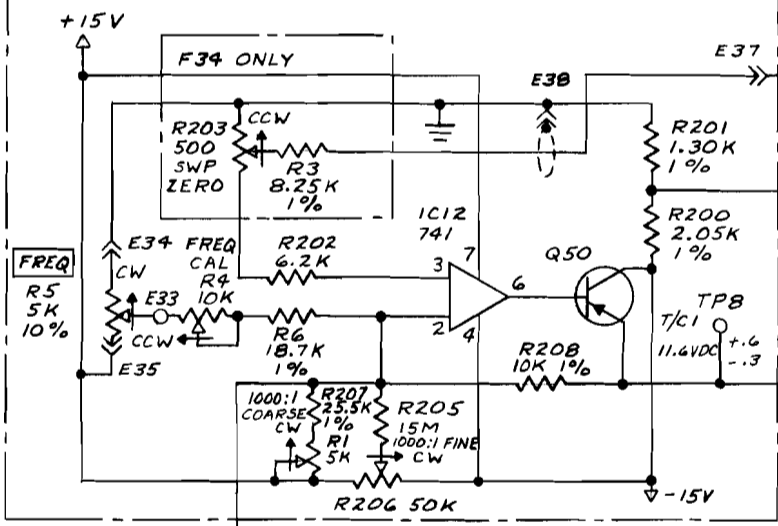 +15V
F34 ONLY
E37
E38
R203
500
SWP
ZERO
CCW
R3
8.25K
1%
R201
1.30K
1%
R200
2.05K
1%
IC12
741
7
3
6
2
4
Q50
E34
CW
FREQ
R5
5K
10%
E33
CCW
E35
FREQ
CAL
R4
10K
R202
6.2K
R6
18.7K
1%
T/C1
TP8
11.6VDC
+.6
-.3
R208
10K 1%
1000:1
COARSE
CW
R207
25.5K
1%
R1
5K
R205
15M
1000:1 FINE
CW
R206 50K
-15V